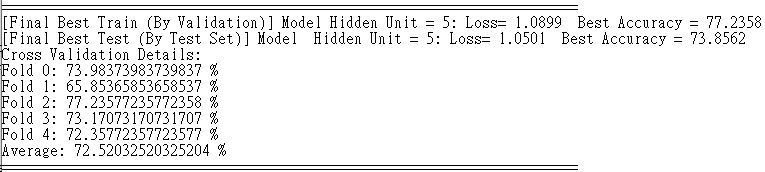 [Final Best Train (By Validation)] Model Hidden Unit = 5: Loss= 1.0899  Best Accuracy = 77.2358
[Final Best Test (By Test Set)] Model  Hidden Unit = 5: Loss= 1.0501  Best Accuracy = 73.8562
Cross Validation Details:
Fold 0: 73.98373983739837 %
Fold 1: 65.85365853658537 %
Fold 2: 77.23577235772358 %
Fold 3: 73.17073170731707 %
Fold 4: 72.35772357723577 %
Average: 72.52032520325204 %